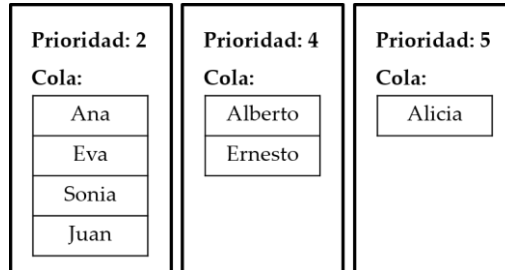 Prioridad: 2
Cola:
Ana
Eva
Sonia
Juan
Prioridad: 4
Cola:
Alberto
Ernesto
Prioridad: 5
Cola:
Alicia